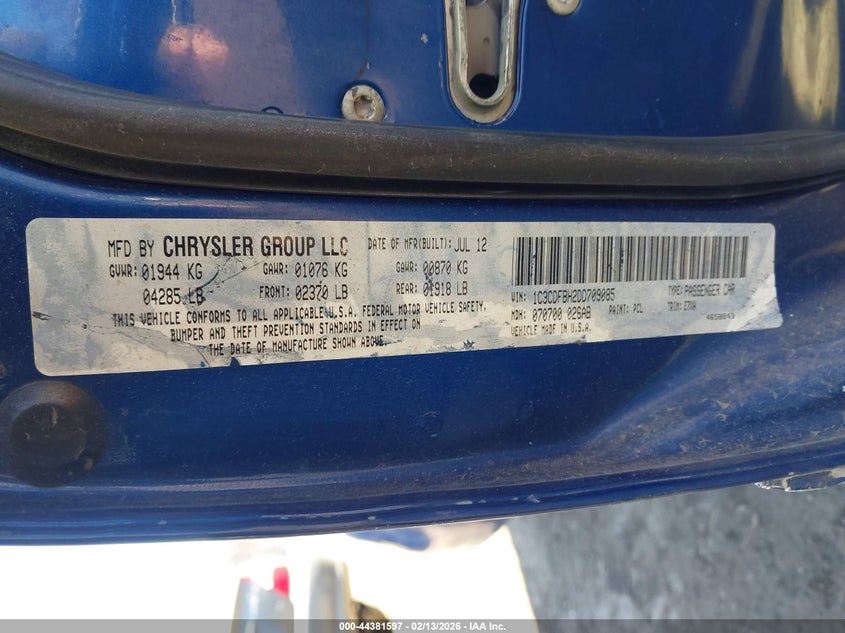 MFD BY CHRYSLER GROUP LLC DATE OF MFR(BUILT): JUL 12
GVWR: 01944 KG GAWR: 01076 KG GAWR: 00870 KG
04285 LB FRONT: 02370 LB REAR: 01918 LB
THIS VEHICLE CONFORMS TO ALL APPLICABLE U.S.A. FEDERAL MOTOR VEHICLE SAFETY,
BUMPER AND THEFT PREVENTION STANDARDS IN EFFECT ON
THE DATE OF MANUFACTURE SHOWN ABOVE.
VIN: 1C3CDFBH2DD709085 TYPE: PASSENGER CAR
MDH: 070700 026AB PAINT: PCL TRIM:
VEHICLE MADE IN U.S.A. 4658843
000-44381597 - 02/13/2026 - IAA Inc.